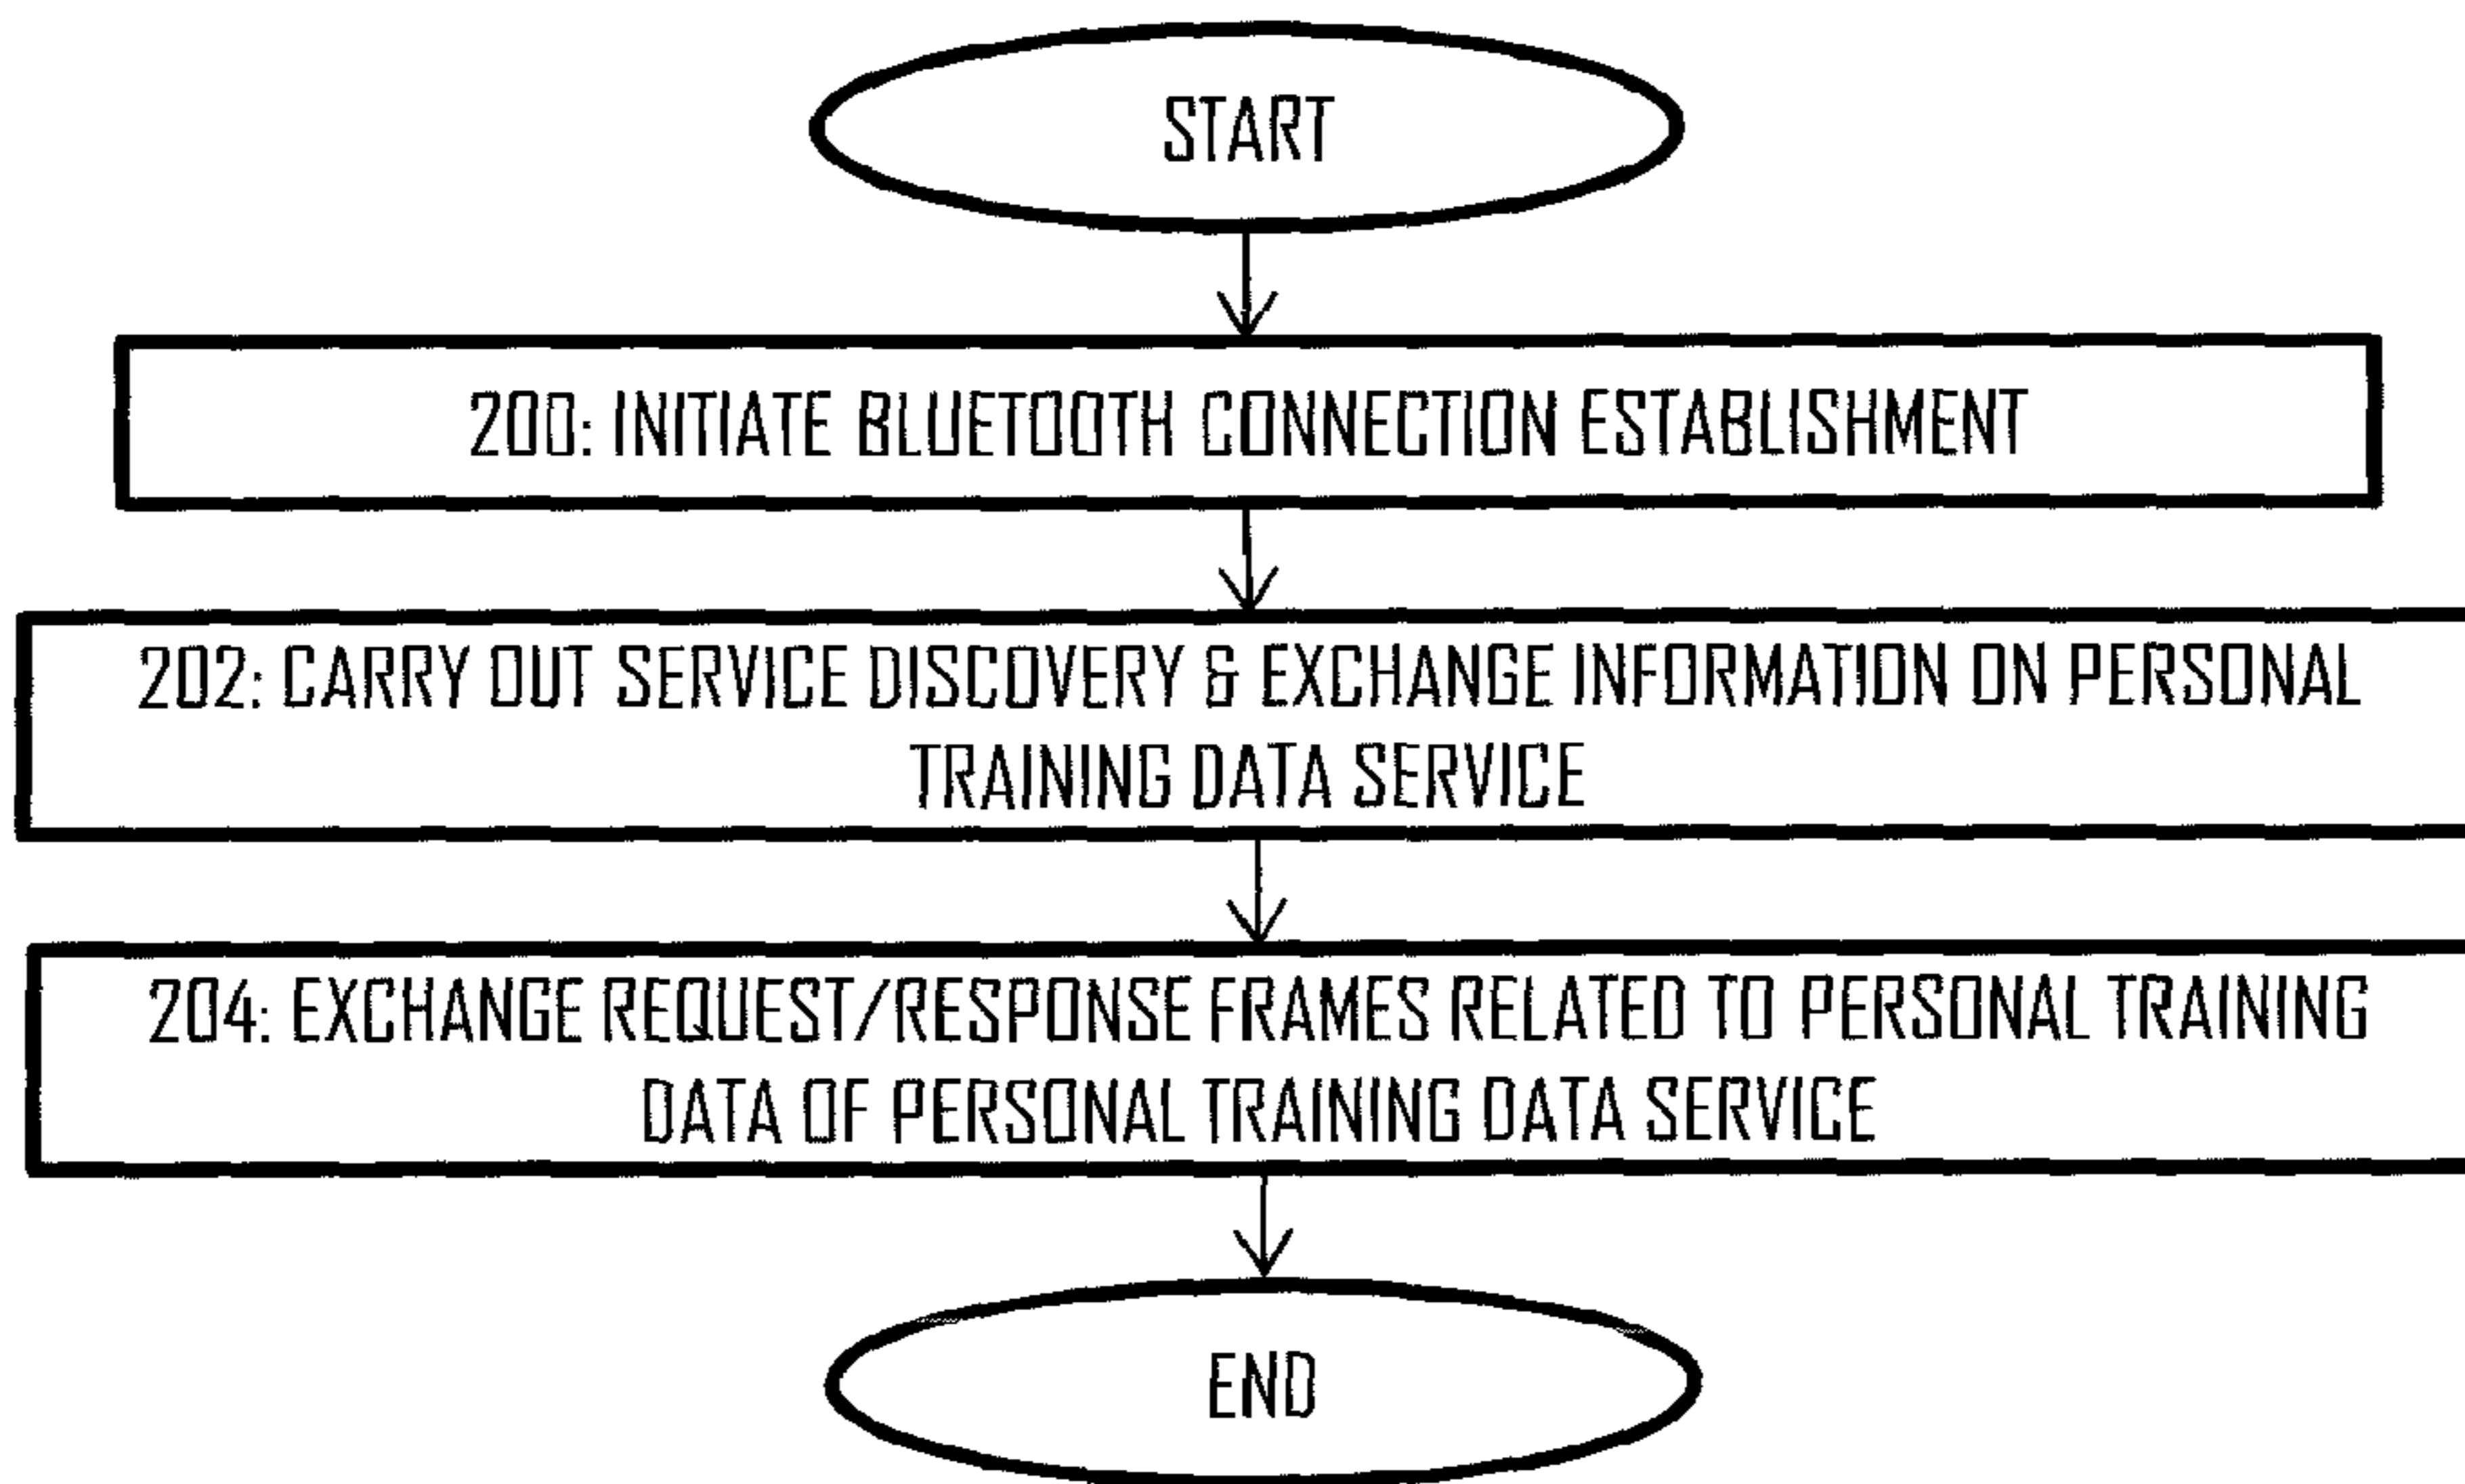 START
200: INITIATE BLUETOOTH CONNECTION ESTABLISHMENT
202: CARRY OUT SERVICE DISCOVERY & EXCHANGE INFORMATION ON PERSONAL
TRAINING DATA SERVICE
204: EXCHANGE REQUEST/RESPONSE FRAMES RELATED TO PERSONAL TRAINING
DATA OF PERSONAL TRAINING DATA SERVICE
END